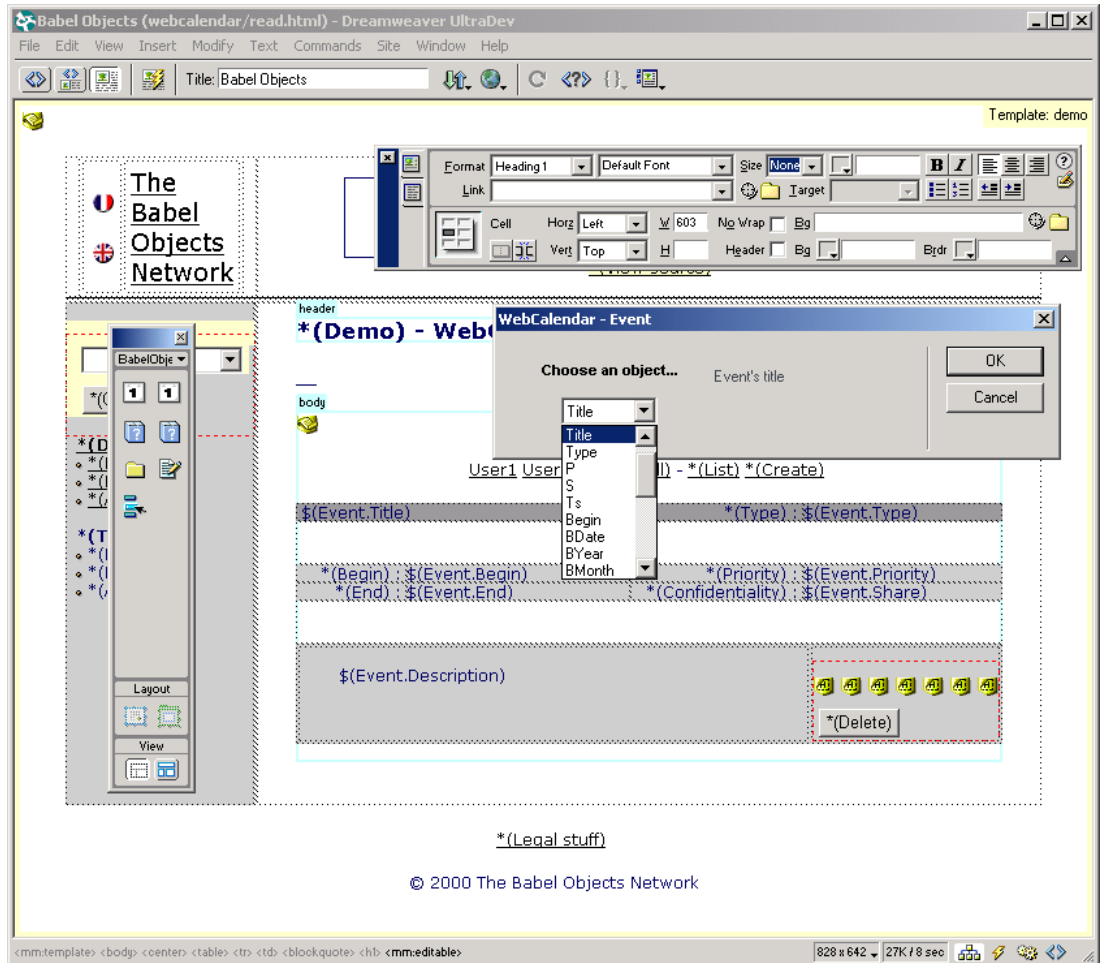 Babel Objects (webcalendar/read.html) - Dreamweaver UltraDev
File Edit View Insert Modify Text Commands Site Window Help
Title: Babel Objects
Template: demo
Format Heading 1 Default Font Size None B I
Link Target
Cell Horz Left W 603 No Wrap Bg
Vert Top H Header Bg Brdr
The
Babel
Objects
Network
*(View source)
header
*(Demo) - WebC
WebCalendar - Event
Choose an object...
Event's title
OK
Cancel
Title
Title
Type
P
S
Ts
Begin
BDate
BYear
BMonth
BabelObje
Layout
View
*((
*(D
*(I
*(I
*(/
*(T
*(I
*(I
*(/
body
User1 User ll) - *(List) *(Create)
$(Event.Title) *(Type) : $(Event.Type)
*(Begin) : $(Event.Begin) *(Priority) : $(Event.Priority)
*(End) : $(Event.End) *(Confidentiality) : $(Event.Share)
$(Event.Description)
*(Delete)
*(Legal stuff)
© 2000 The Babel Objects Network
<mm:template> <body> <center> <table> <tr> <td> <blockquote> <h1> <mm:editable>
828 x 642 27K / 8 sec